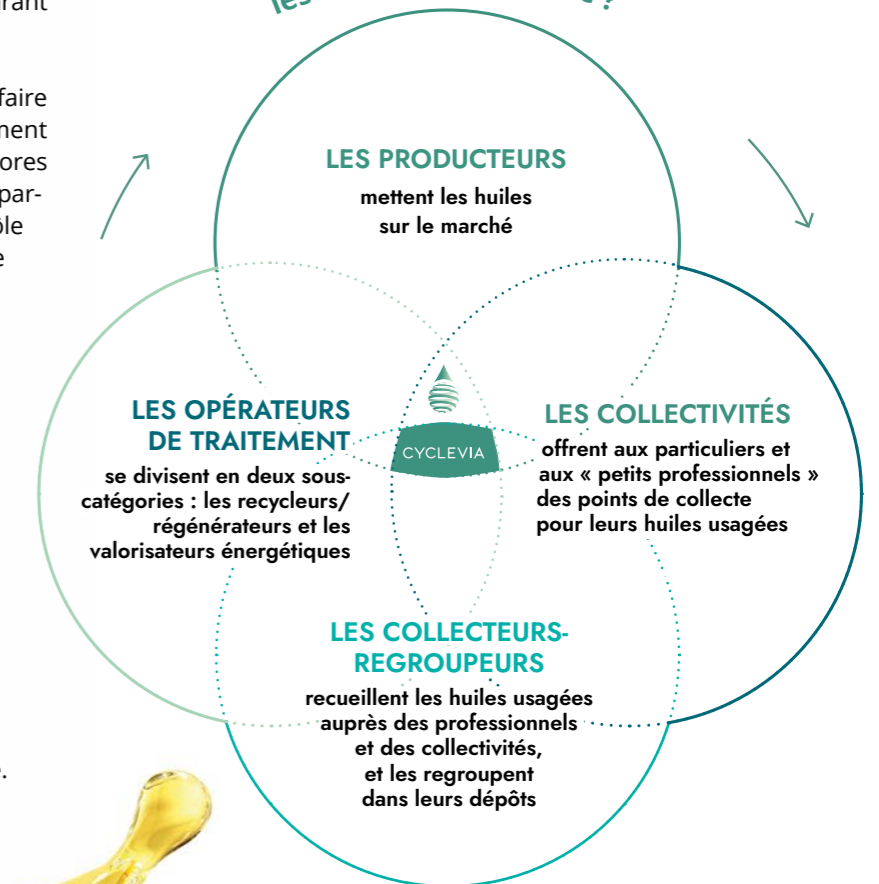 faire
LES PRODUCTEURS
mettent les huiles
sur le marché
LES OPÉRATEURS
DE TRAITEMENT
se divisent en deux sous-
catégories : les recycleurs/
régénérateurs et les
valorisateurs énergétiques
CYCLEVIA
LES COLLECTIVITÉS
offrent aux particuliers et
aux « petits professionnels »
des points de collecte
pour leurs huiles usagées
LES COLLECTEURS-
REGROUPEURS
recueillent les huiles usagées
auprès des professionnels
et des collectivités,
et les regroupent
dans leurs dépôts